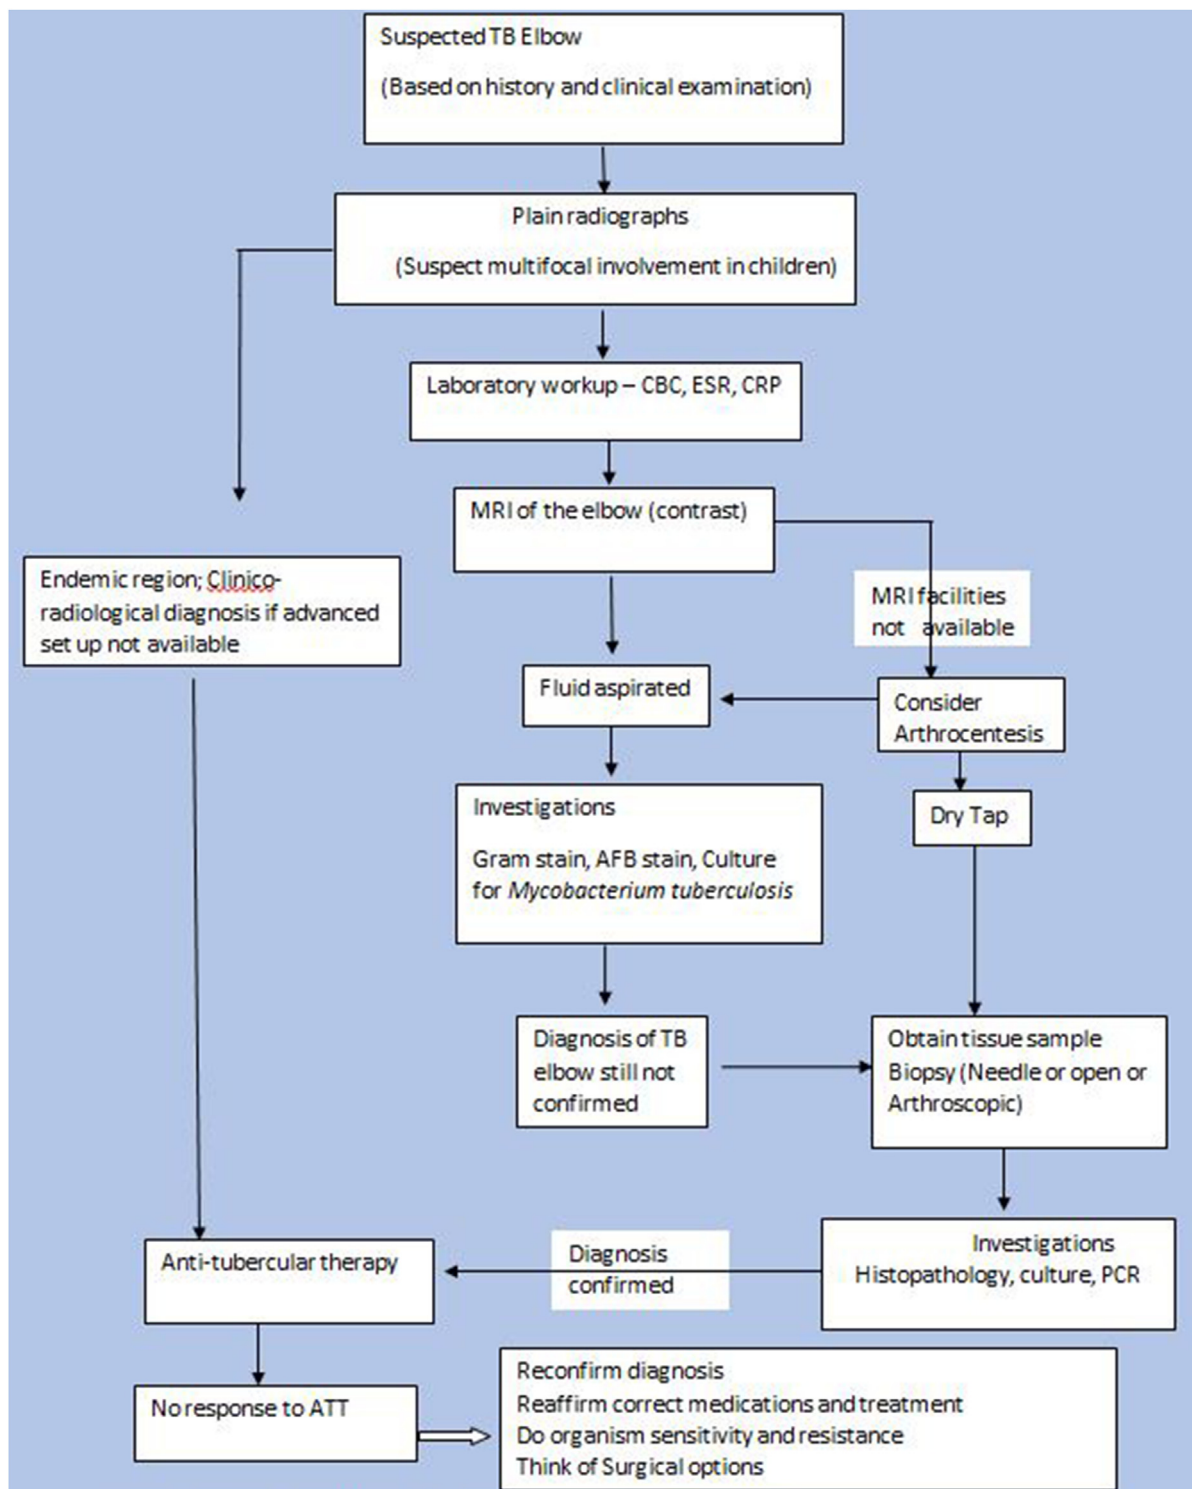 Suspected TB Elbow
(Based on history and clinical examination)
Plain radiographs
(Suspect multifocal involvement in children)
Laboratory workup – CBC, ESR, CRP
MRI of the elbow (contrast)
Endemic region; Clinico-
radiological diagnosis if advanced
set up not available
MRI facilities
not available
Fluid aspirated
Consider
Arthrocentesis
Investigations
Gram stain, AFB stain, Culture
for Mycobacterium tuberculosis
Dry Tap
Diagnosis of TB
elbow still not
confirmed
Obtain tissue sample
Biopsy (Needle or open or
Arthroscopic)
Anti-tubercular therapy
Diagnosis
confirmed
Investigations
Histopathology, culture, PCR
No response to ATT
Reconfirm diagnosis
Reaffirm correct medications and treatment
Do organism sensitivity and resistance
Think of Surgical options